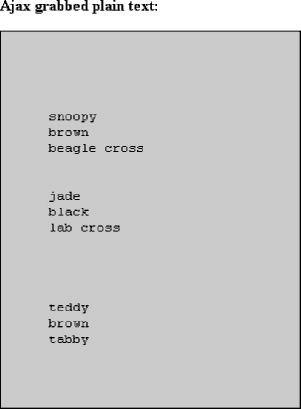 Ajax grabbed plain text:
snoopy
brown
beagle cross
jade
black
lab cross
teddy
brown
tabby